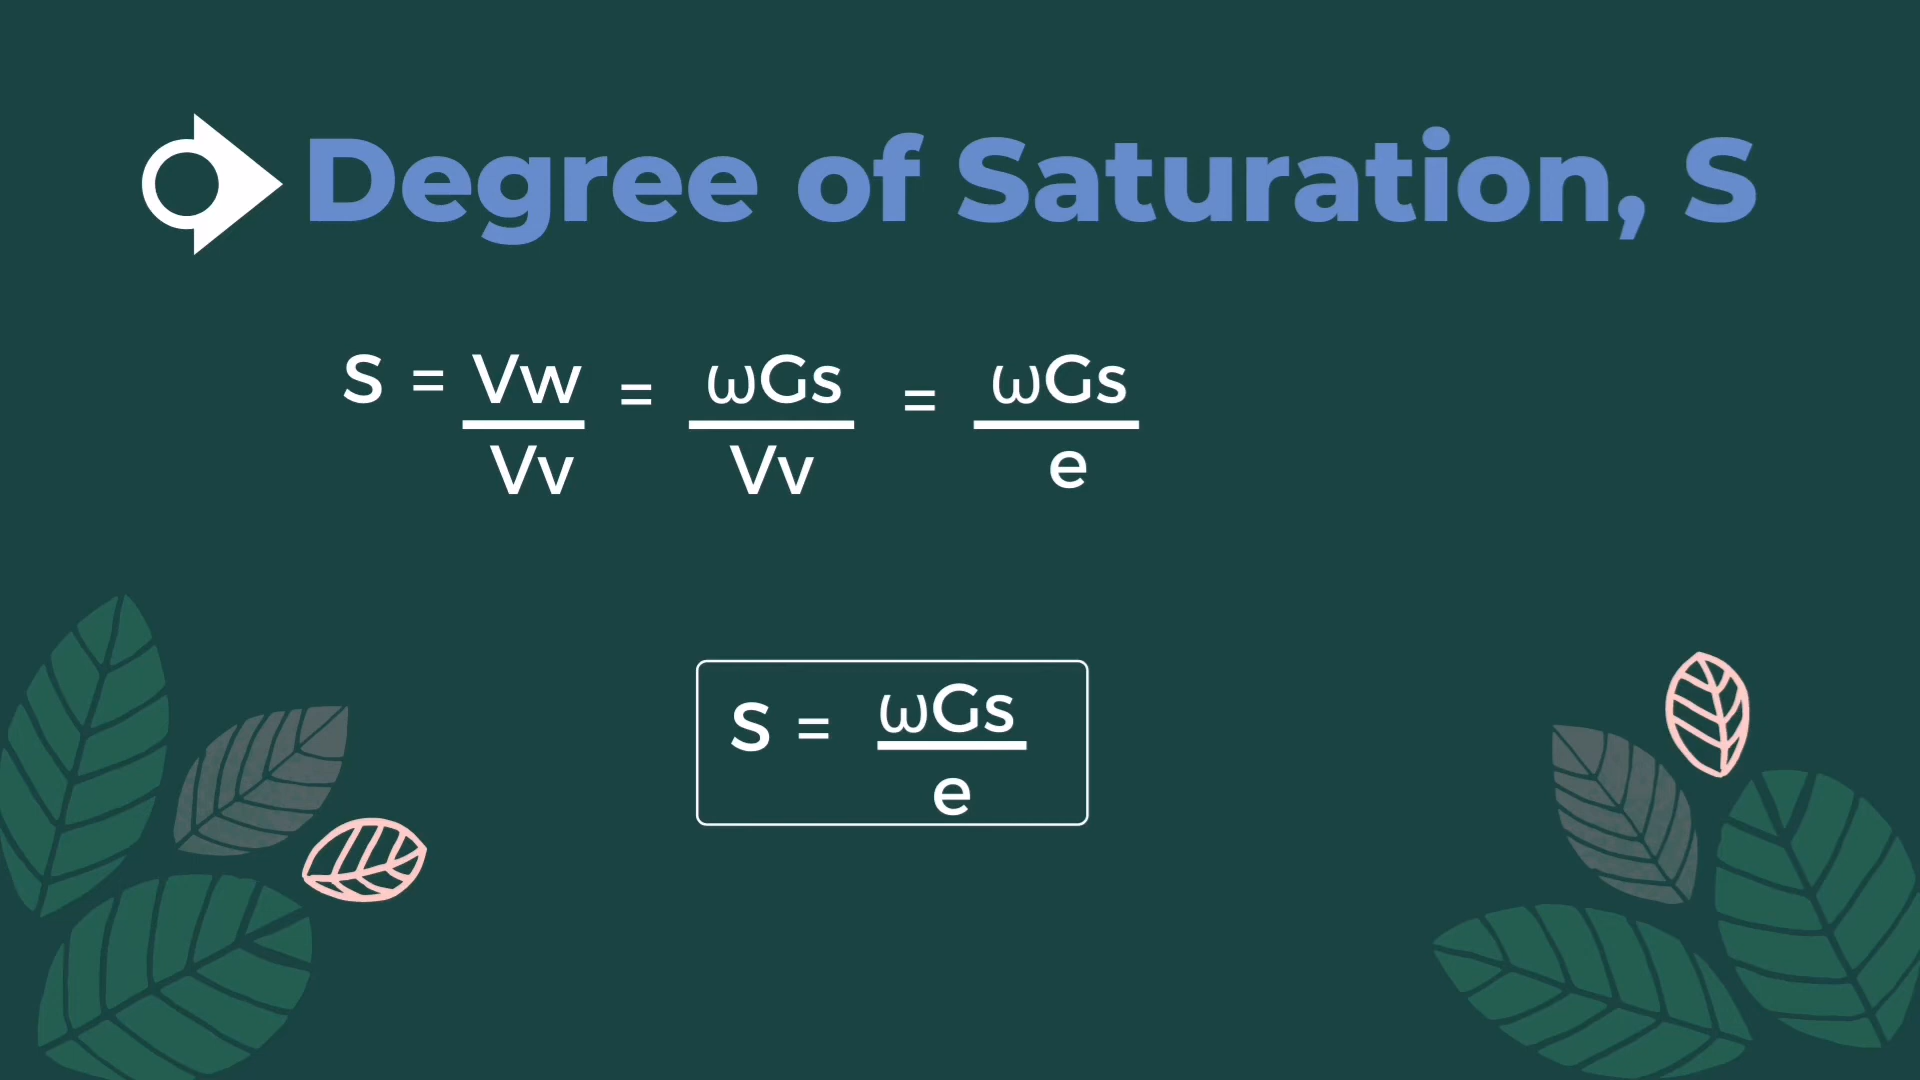 Degree of Saturation, S
S = Vw = ωGs = ωGs
Vv Vv e
S = ωGs
e